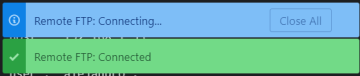 Remote FTP: Connecting...
Close All
Remote FTP: Connected